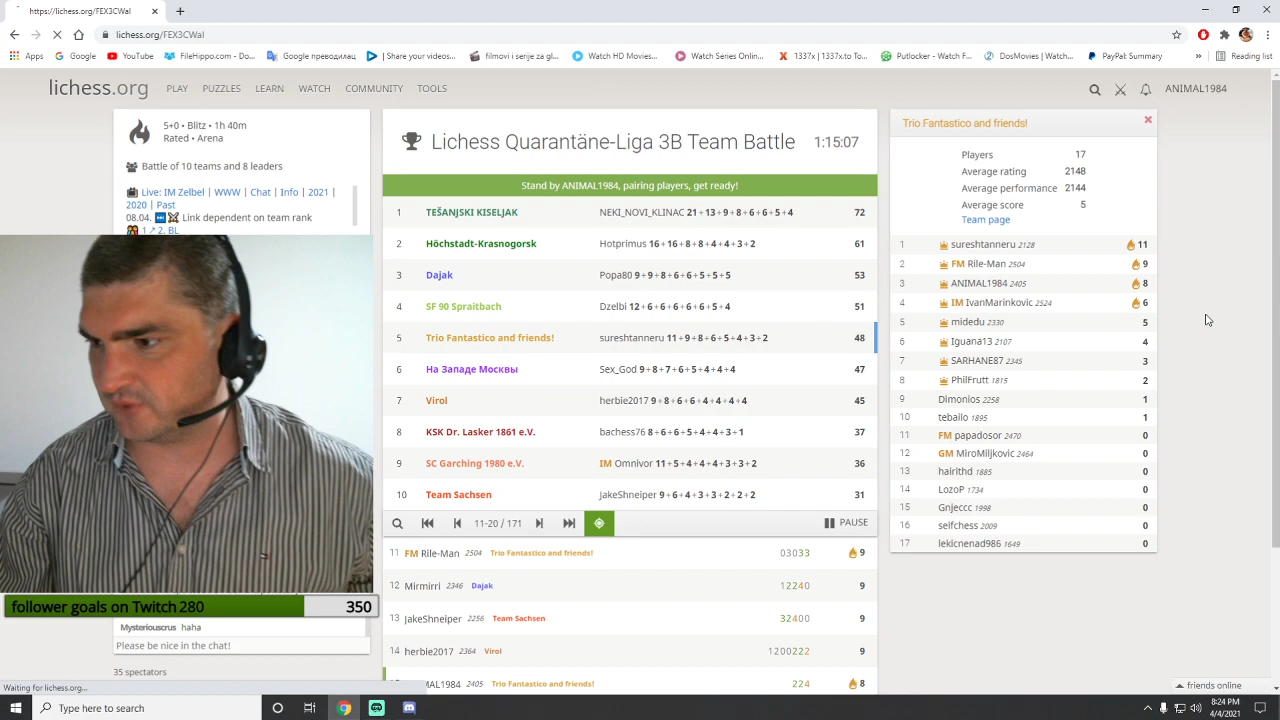 https://
lichess.org/FEX3CWaI
Apps Google YouTube FileHippo.com - Do... Google преводилац Share your videos... filmovi i serije za gl... Watch HD Movies... Watch Series Onlin... 1337x | 1337x.to To... Putlocker - Watch F... DosMovies | Watch... PayPal: Summary » Reading list
lichess.org PLAY PUZZLES LEARN WATCH COMMUNITY TOOLS ANIMAL1984
5+0 • Blitz • 1h 40m
Rated • Arena
Battle of 10 teams and 8 leaders
Live: IM Zelbel | WWW | Chat | Info | 2021 |
2020 | Past
08.04. Link dependent on team rank
1 2. BL
Lichess Quarantäne-Liga 3B Team Battle 1:15:07
Stand by ANIMAL1984, pairing players, get ready!
1 TEŠANJSKI KISELJAK NEKI_NOVI_KLINAC 21+13+9+8+6+6+5+4 72
2 Höchstadt-Krasnogorsk Hotprimus 16+16+8+8+4+4+3+2 61
3 Dajak Popa80 9+9+8+6+6+5+5+5 53
4 SF 90 Spraitbach Dzelbi 12+6+6+6+6+6+5+4 51
5 Trio Fantastico and friends! sureshtanneru 11+9+8+6+5+4+3+2 48
6 На Западе Москвы Sex_God 9+8+7+6+5+4+4+4 47
7 Virol herbie2017 9+8+6+6+4+4+4+4 45
8 KSK Dr. Lasker 1861 e.V. bachess76 8+6+6+5+4+4+3+1 37
9 SC Garching 1980 e.V. IM Omnivor 11+5+4+4+4+3+3+2 36
10 Team Sachsen JakeShneiper 9+6+4+3+3+2+2+2 31
11-20 / 171 PAUSE
11 FM Rile-Man 2504 Trio Fantastico and friends! 03033 9
12 Mirmirri 2346 Dajak 12240 9
13 JakeShneiper 2256 Team Sachsen 32400 9
14 herbie2017 2364 Virol 1200222 9
MAL1984 2405 Trio Fantastico and friends! 224 8
Trio Fantastico and friends!
Players 17
Average rating 2148
Average performance 2144
Average score 5
Team page
1 sureshtanneru 2128 11
2 FM Rile-Man 2504 9
3 ANIMAL1984 2405 8
4 IM IvanMarinkovic 2524 6
5 midedu 2330 5
6 Iguana13 2107 4
7 SARHANE87 2345 3
8 PhilFrutt 1815 2
9 Dimonios 2258 1
10 tebailo 1895 1
11 FM papadosor 2470 0
12 GM MiroMiljkovic 2464 0
13 hairithd 1885 0
14 LozoP 1734 0
15 Gnjeccc 1998 0
16 selfchess 2009 0
17 lekicnenad986 1649 0
follower goals on Twitch 280 350
Mysteriouscrus haha
Please be nice in the chat!
35 spectators
Waiting for lichess.org...
friends online
Type here to search
8:24 PM